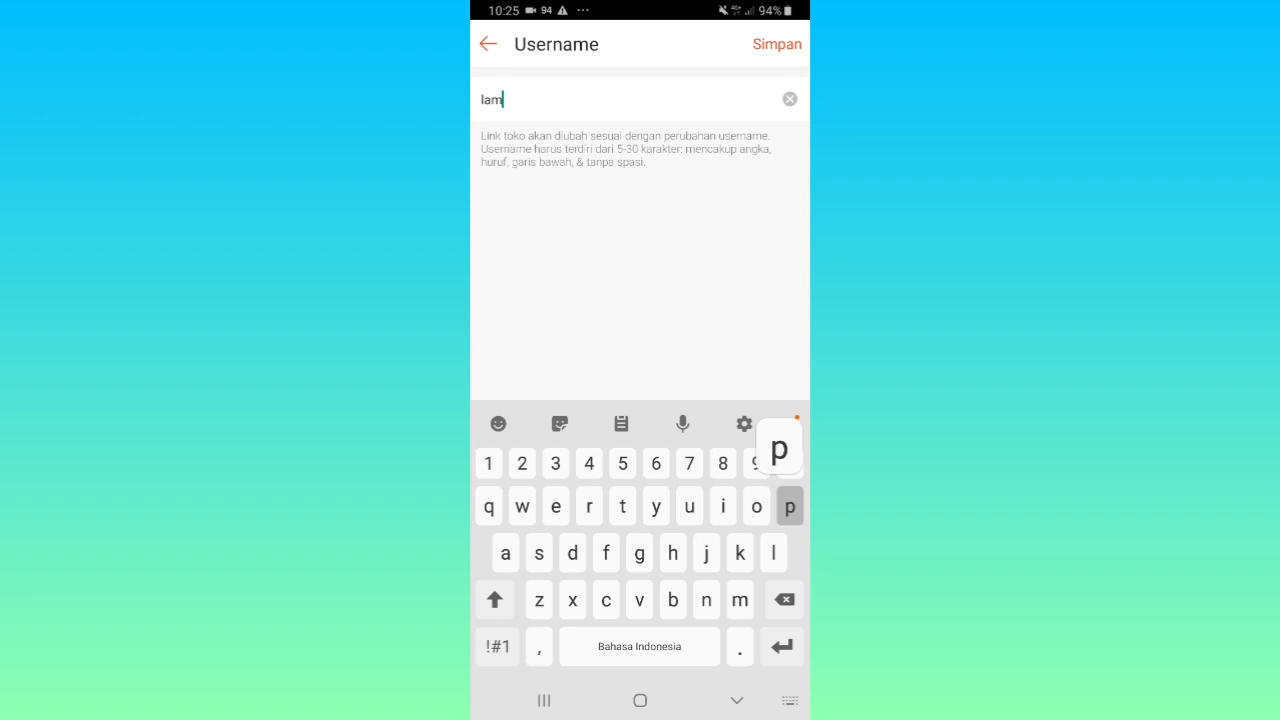 10:25 94 ... 94%
Username Simpan
lam
Link toko akan diubah sesuai dengan perubahan username.
Username harus terdiri dari 5-30 karakter: mencakup angka,
huruf, garis bawah, & tanpa spasi.
p
1 2 3 4 5 6 7 8 9
q w e r t y u i o p
a s d f g h j k l
z x c v b n m
!#1 , Bahasa Indonesia .